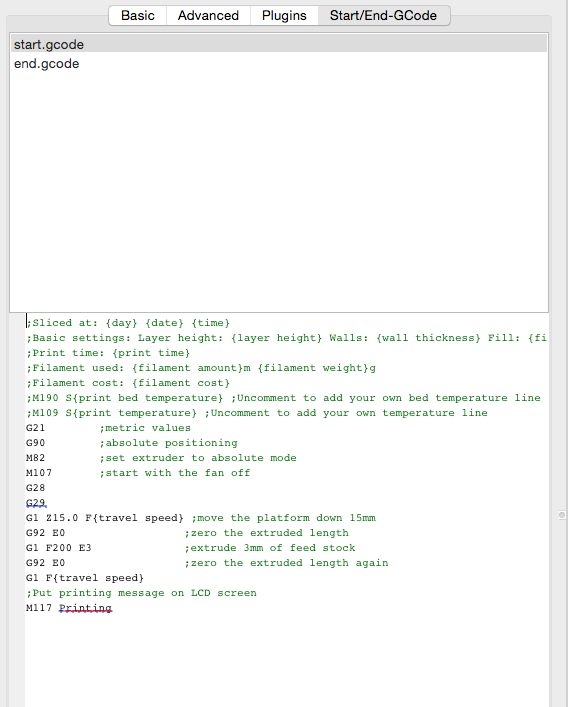 Basic Advanced Plugins Start/End-GCode
start.gcode
end.gcode
;Sliced at: {day} {date} {time}
;Basic settings: Layer height: {layer height} Walls: {wall thickness} Fill: {fi
;Print time: {print time}
;Filament used: {filament amount}m {filament weight}g
;Filament cost: {filament cost}
;M190 S{print bed temperature} ;Uncomment to add your own bed temperature line
;M109 S{print temperature} ;Uncomment to add your own temperature line
G21 ;metric values
G90 ;absolute positioning
M82 ;set extruder to absolute mode
M107 ;start with the fan off
G28
G29
G1 Z15.0 F{travel speed} ;move the platform down 15mm
G92 E0 ;zero the extruded length
G1 F200 E3 ;extrude 3mm of feed stock
G92 E0 ;zero the extruded length again
G1 F{travel speed}
;Put printing message on LCD screen
M117 Printing